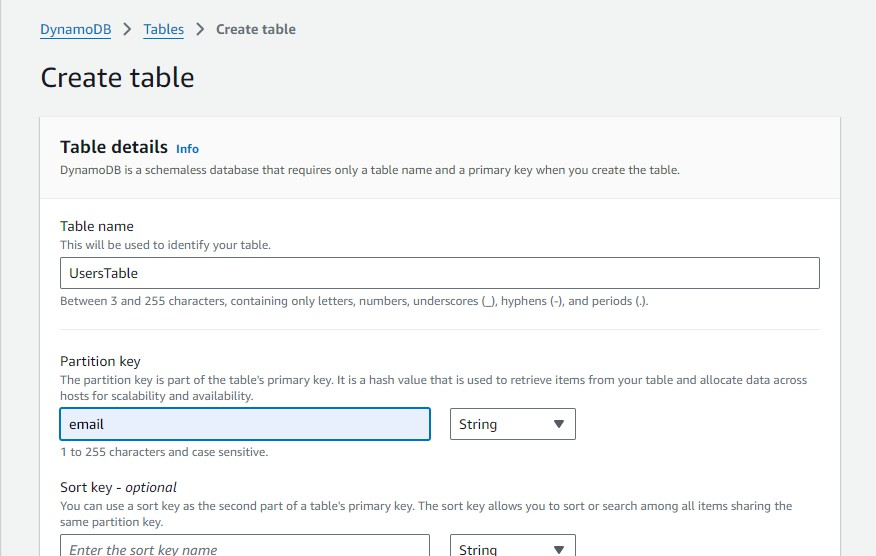 DynamoDB > Tables > Create table
Create table
Table details Info
DynamoDB is a schemaless database that requires only a table name and a primary key when you create the table.
Table name
This will be used to identify your table.
UsersTable
Between 3 and 255 characters, containing only letters, numbers, underscores (_), hyphens (-), and periods (.).
Partition key
The partition key is part of the table's primary key. It is a hash value that is used to retrieve items from your table and allocate data across
hosts for scalability and availability.
email String
1 to 255 characters and case sensitive.
Sort key - optional
You can use a sort key as the second part of a table's primary key. The sort key allows you to sort or search among all items sharing the
same partition key.
Enter the sort key name String